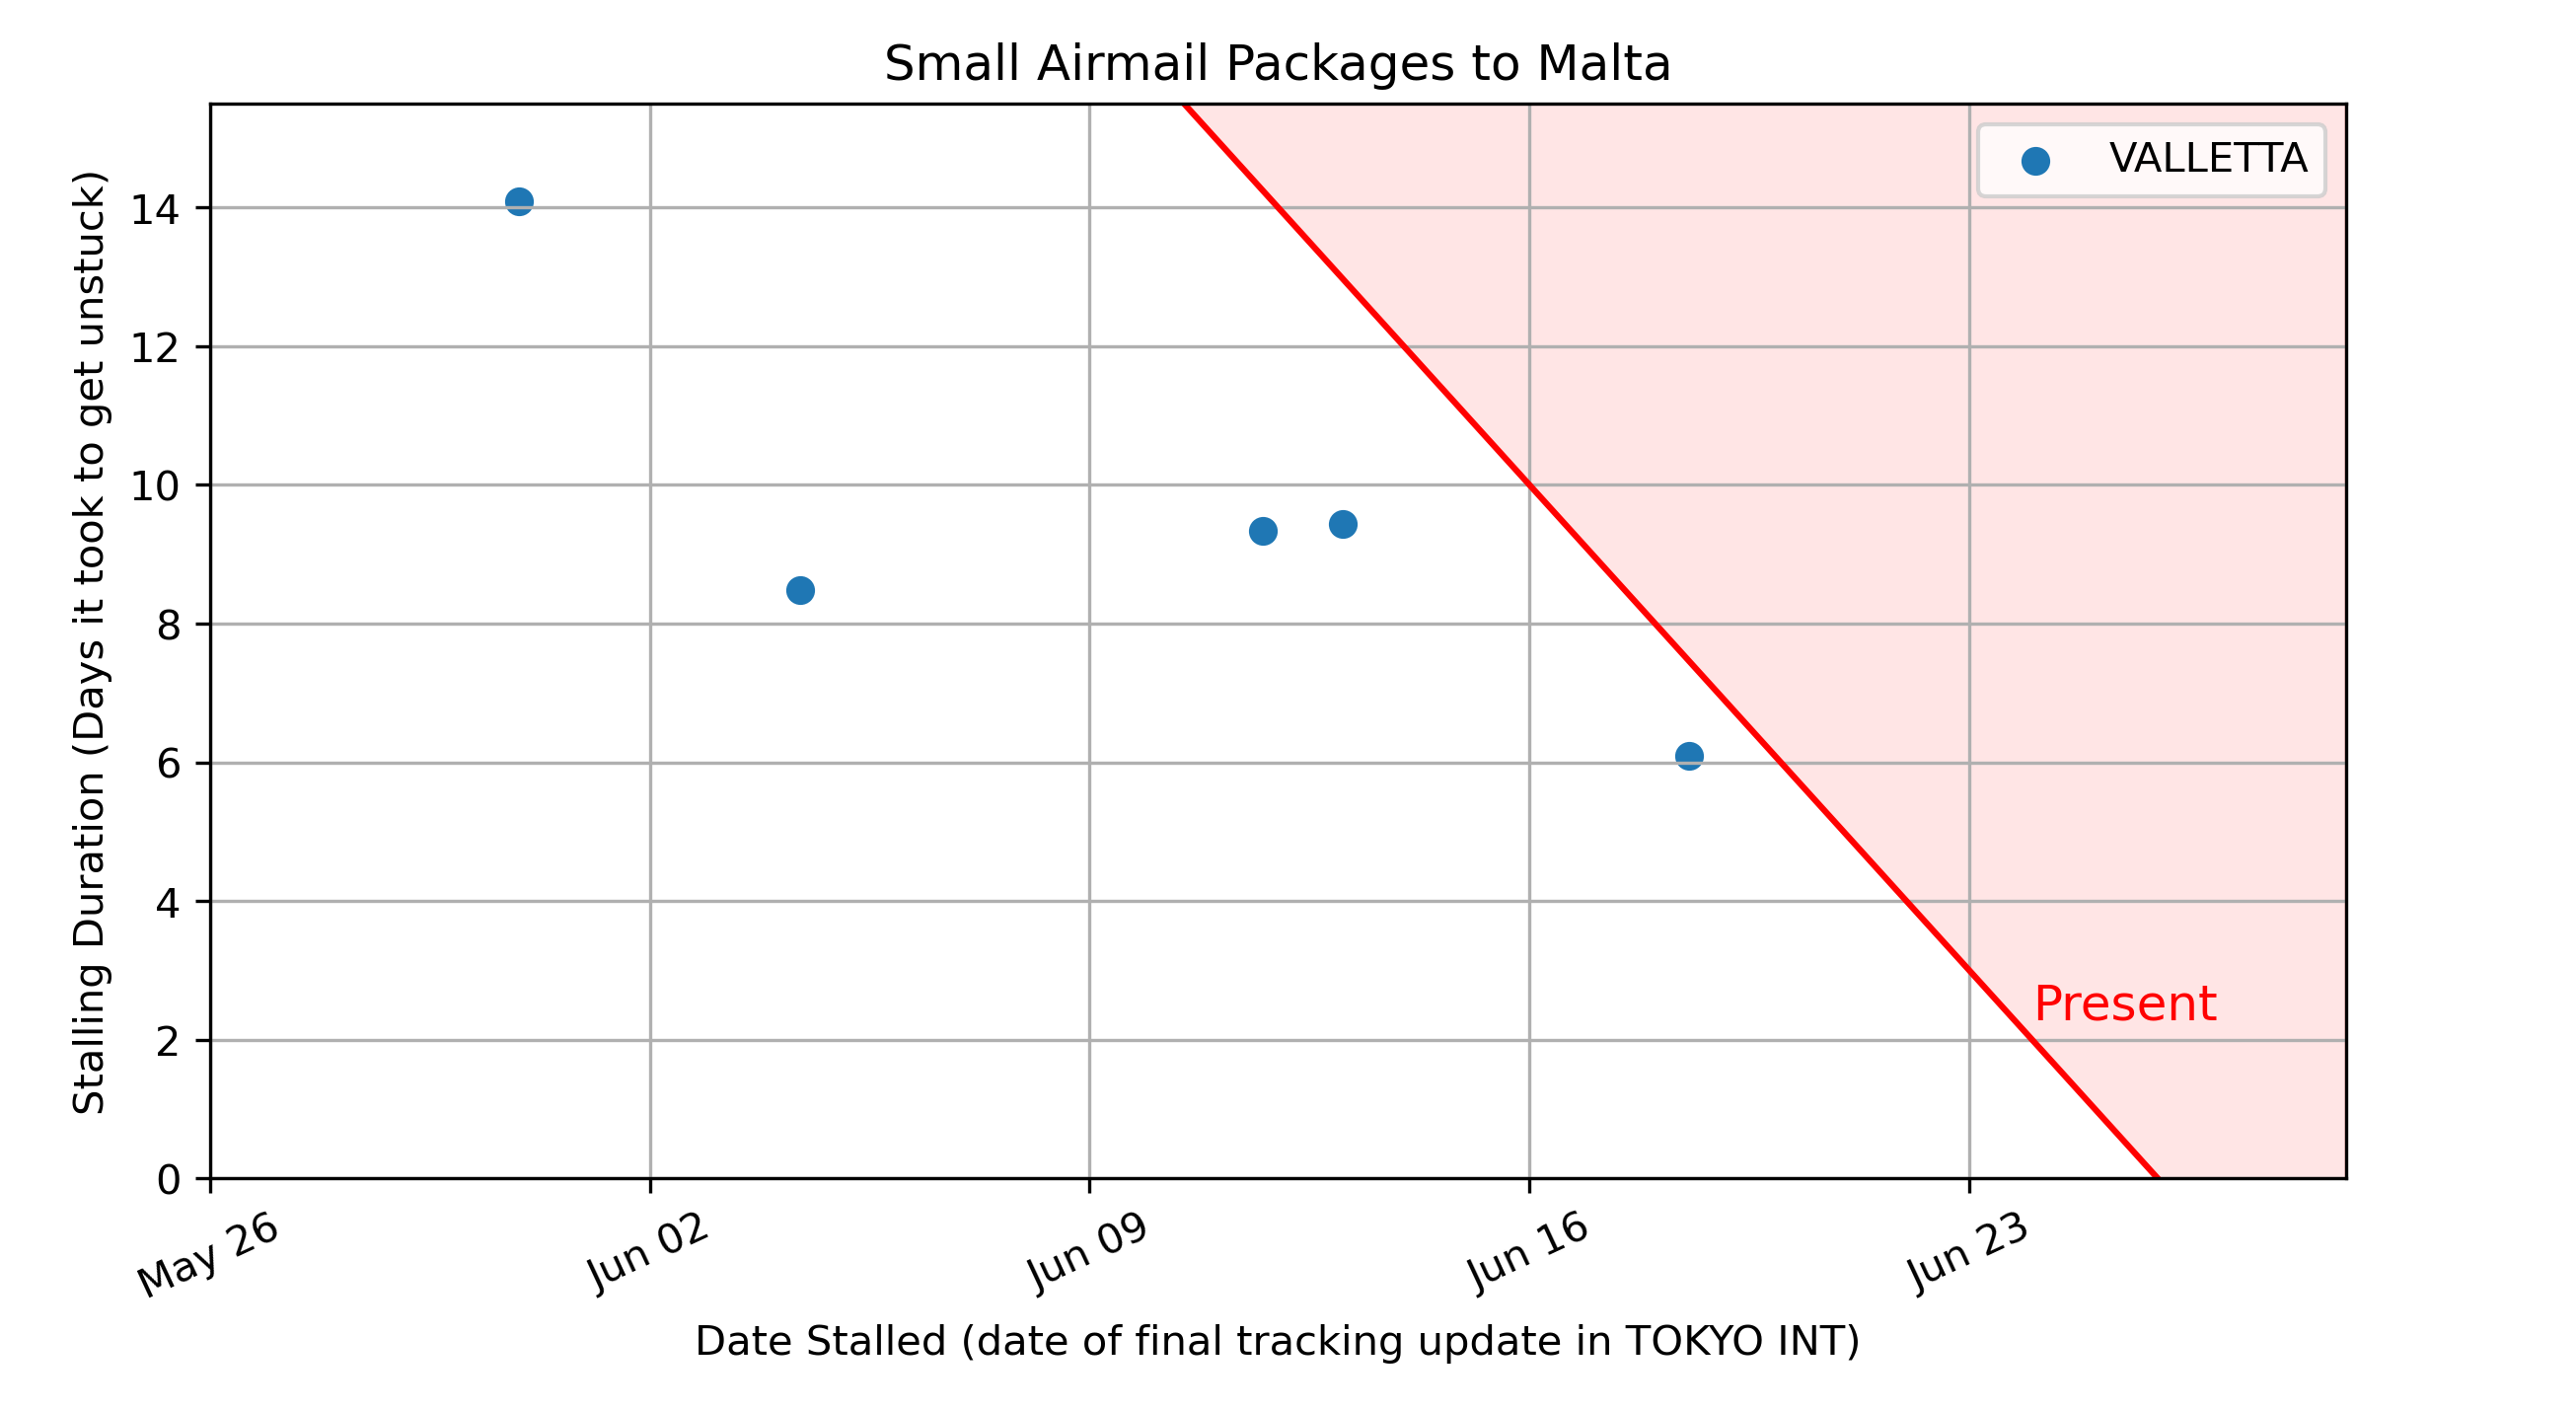 Small Airmail Packages to Malta
VALLETTA
Stalling Duration (Days it took to get unstuck)
14
12
10
8
6
4
2
0
Present
May 26
Jun 02
Jun 09
Jun 16
Jun 23
Date Stalled (date of final tracking update in TOKYO INT)